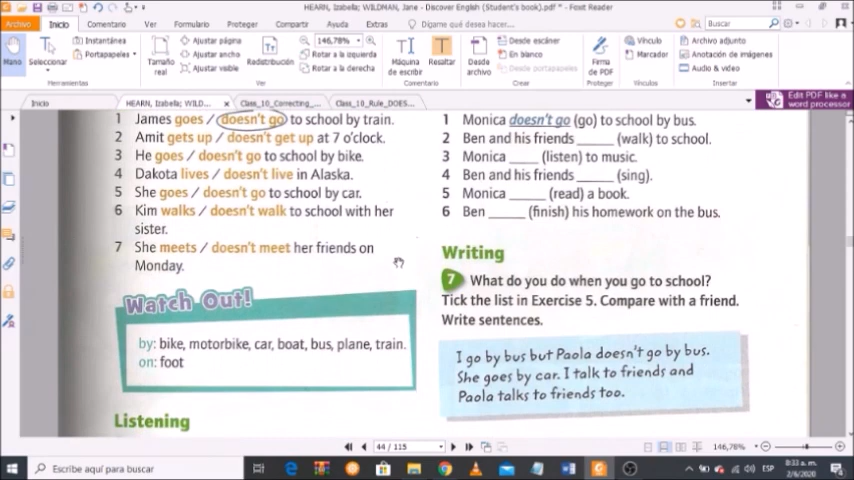 HEARN, Izabella; WILDMAN, Jane - Discover English (Student's book).pdf * - Foxit Reader
Archivo Inicio Comentario Ver Formulario Proteger Compartir Ayuda Extras Dígame qué desea hacer... Buscar
Mano
Seleccionar
Instantánea
Portapapeles
Tamaño real
Ajustar página
Ajustar ancho
Ajustar visible
Redistribución
146,78%
Rotar a la izquierda
Rotar a la derecha
Máquina de escribir
Resaltar
Desde archivo
Desde escáner
En blanco
Desde portapapeles
Firma de PDF
Vínculo
Marcador
Archivo adjunto
Anotación de imágenes
Audio & vídeo
Herramientas Vista Comentario Crear Proteger Vínculos Insertar
Inicio HEARN, Izabella; WILD... Class_10_Correcting_... Class_10_Rule_DOES... Edit PDF like a word processor
1 James goes / doesn't go to school by train.
2 Amit gets up / doesn't get up at 7 o'clock.
3 He goes / doesn't go to school by bike.
4 Dakota lives / doesn't live in Alaska.
5 She goes / doesn't go to school by car.
6 Kim walks / doesn't walk to school with her
sister.
7 She meets / doesn't meet her friends on
Monday.
Watch Out!
by: bike, motorbike, car, boat, bus, plane, train.
on: foot
Listening
1 Monica doesn't go (go) to school by bus.
2 Ben and his friends _____ (walk) to school.
3 Monica ____ (listen) to music.
4 Ben and his friends _____ (sing).
5 Monica _____ (read) a book.
6 Ben _____ (finish) his homework on the bus.
Writing
7 What do you do when you go to school?
Tick the list in Exercise 5. Compare with a friend.
Write sentences.
I go by bus but Paola doesn't go by bus.
She goes by car. I talk to friends and
Paola talks to friends too.
44 / 115
146,78%
Escribe aquí para buscar
ESP
8:33 a. m.
2/6/2020